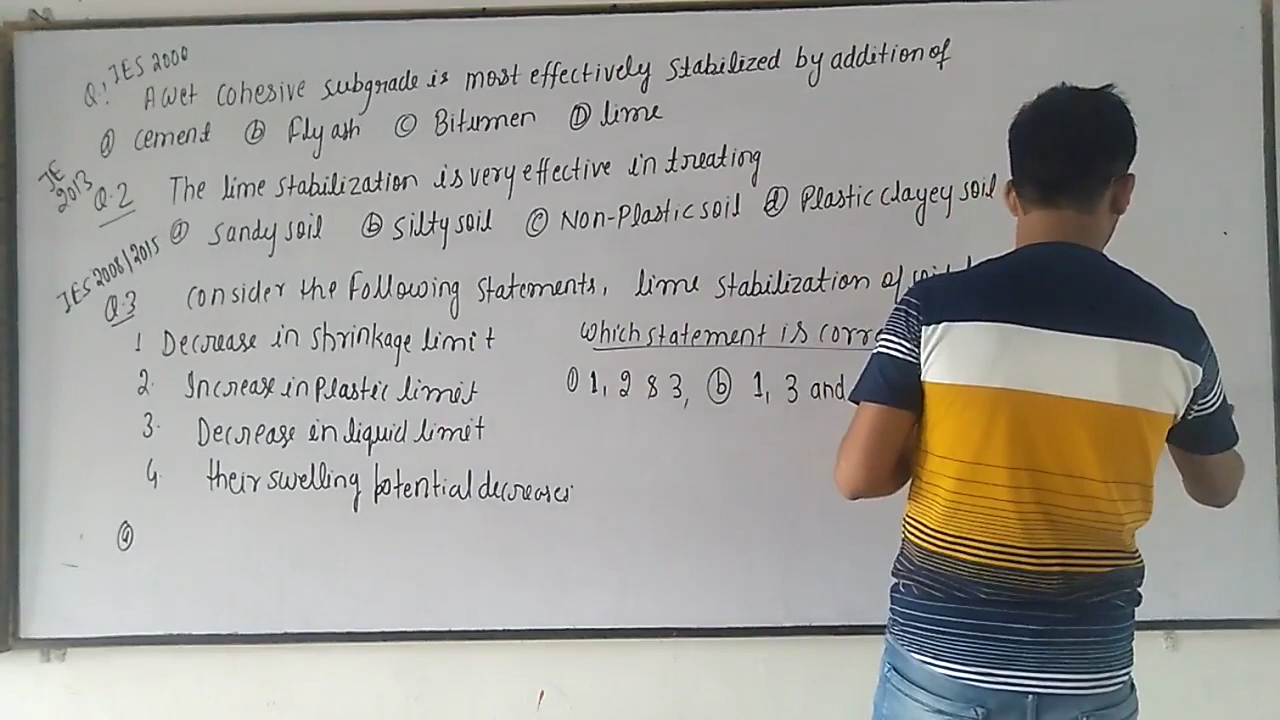 Q! IES 2000
A wet cohesive subgrade is most effectively stabilized by addition of
(a) cement (b) Fly ash (c) Bitumen (D) lime
JE 2013
Q.2 The lime stabilization is very effective in treating
(a) Sandy soil (b) Silty soil (c) Non-Plastic soil (d) Plastic clayey soil
IES 2008/2015
Q.3 Consider the following statements, lime stabilization of
1 Decrease in shrinkage limit
which statement is
2. Increase in Plastic limit
1, 2 & 3, (b) 1, 3 and
3. Decrease in liquid limit
4. their swelling potential decreases